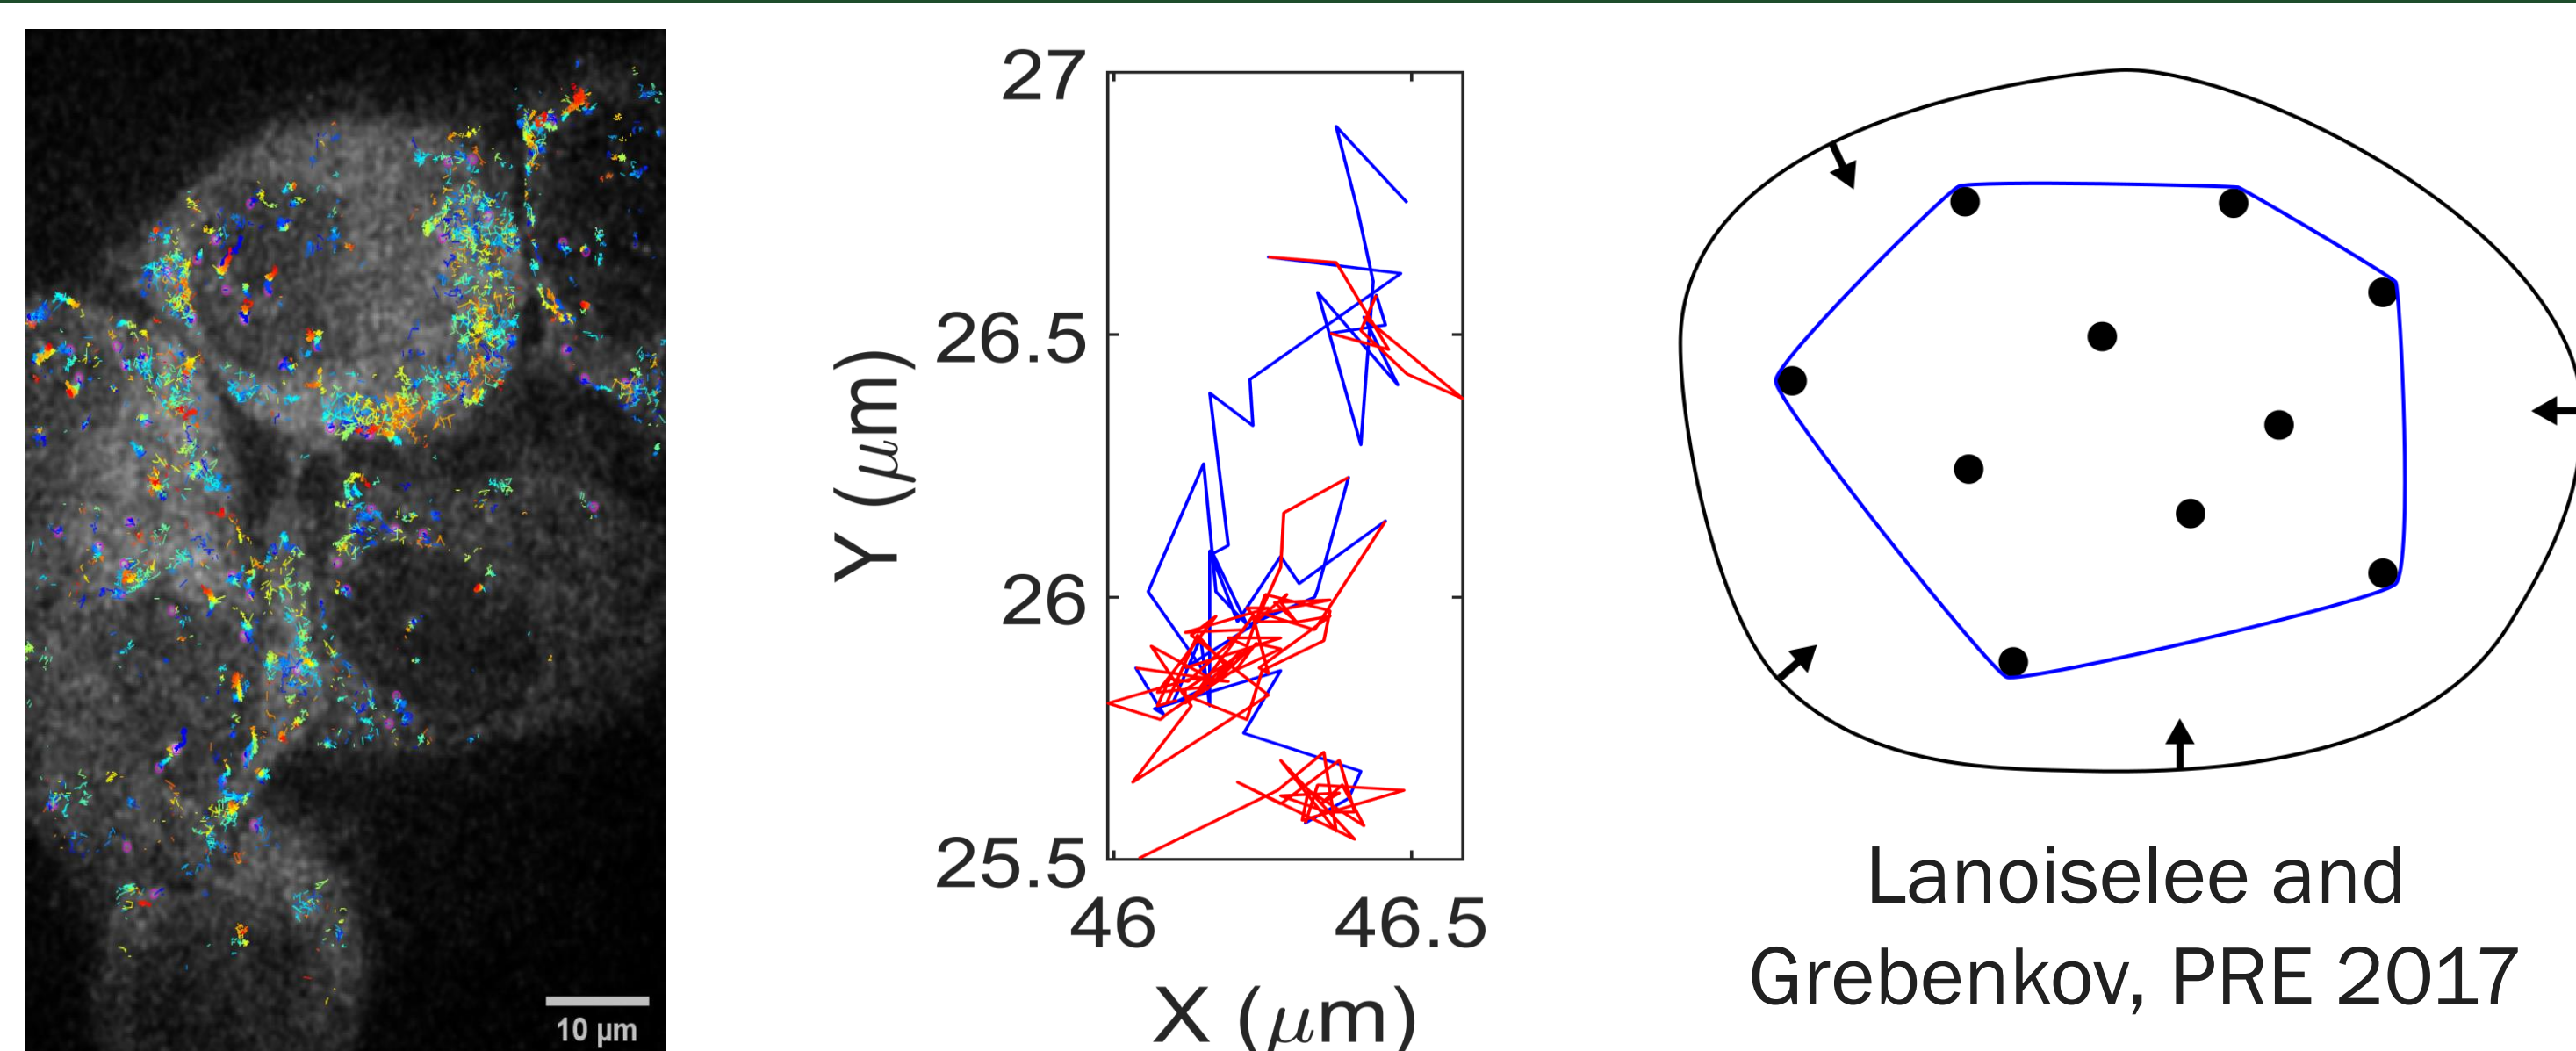 10 µm
27
26.5
26
25.5
Y (μm)
46
46.5
X (μm)
Lanoiselee and
Grebenkov, PRE 2017